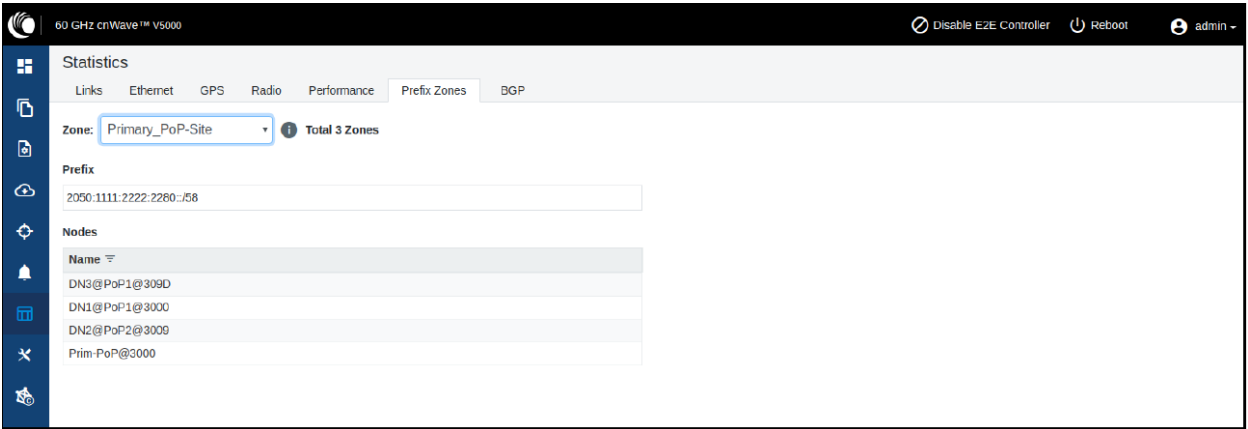 60 GHz cnWave™ V5000
Disable E2E Controller
Reboot
admin
Statistics
Links Ethernet GPS Radio Performance Prefix Zones BGP
Zone: Primary_PoP-Site Total 3 Zones
Prefix
2050:1111:2222:2280::/58
Nodes
Name
DN3@PoP1@309D
DN1@PoP1@3000
DN2@PoP2@3009
Prim-PoP@3000